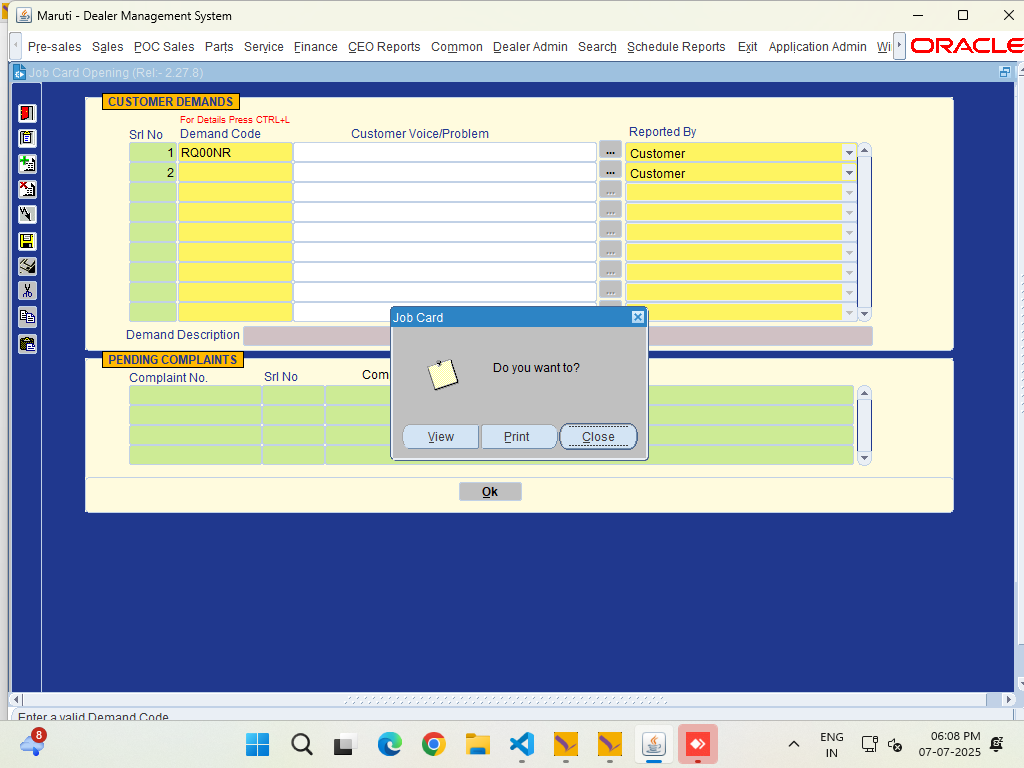 Maruti - Dealer Management System
Pre-sales Sales POC Sales Parts Service Finance CEO Reports Common Dealer Admin Search Schedule Reports Exit Application Admin Wi ORACLE
Job Card Opening (Rel:- 2.27.8)
CUSTOMER DEMANDS
For Details Press CTRL+L
Srl No Demand Code Customer Voice/Problem Reported By
1 RQ00NR ... Customer
2 ... Customer
...
...
...
...
...
...
Demand Description
Job Card
Do you want to?
View Print Close
PENDING COMPLAINTS
Complaint No. Srl No Com
Ok
Enter a valid Demand Code
8
ENG
IN
06:08 PM
07-07-2025